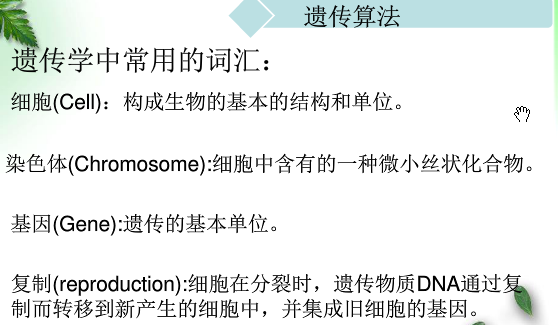 遗传算法
遗传学中常用的词汇：
细胞(Cell)：构成生物的基本的结构和单位。
染色体(Chromosome):细胞中含有的一种微小丝状化合物。
基因(Gene):遗传的基本单位。
复制(reproduction):细胞在分裂时，遗传物质DNA通过复
制而转移到新产生的细胞中，并集成旧细胞的基因。